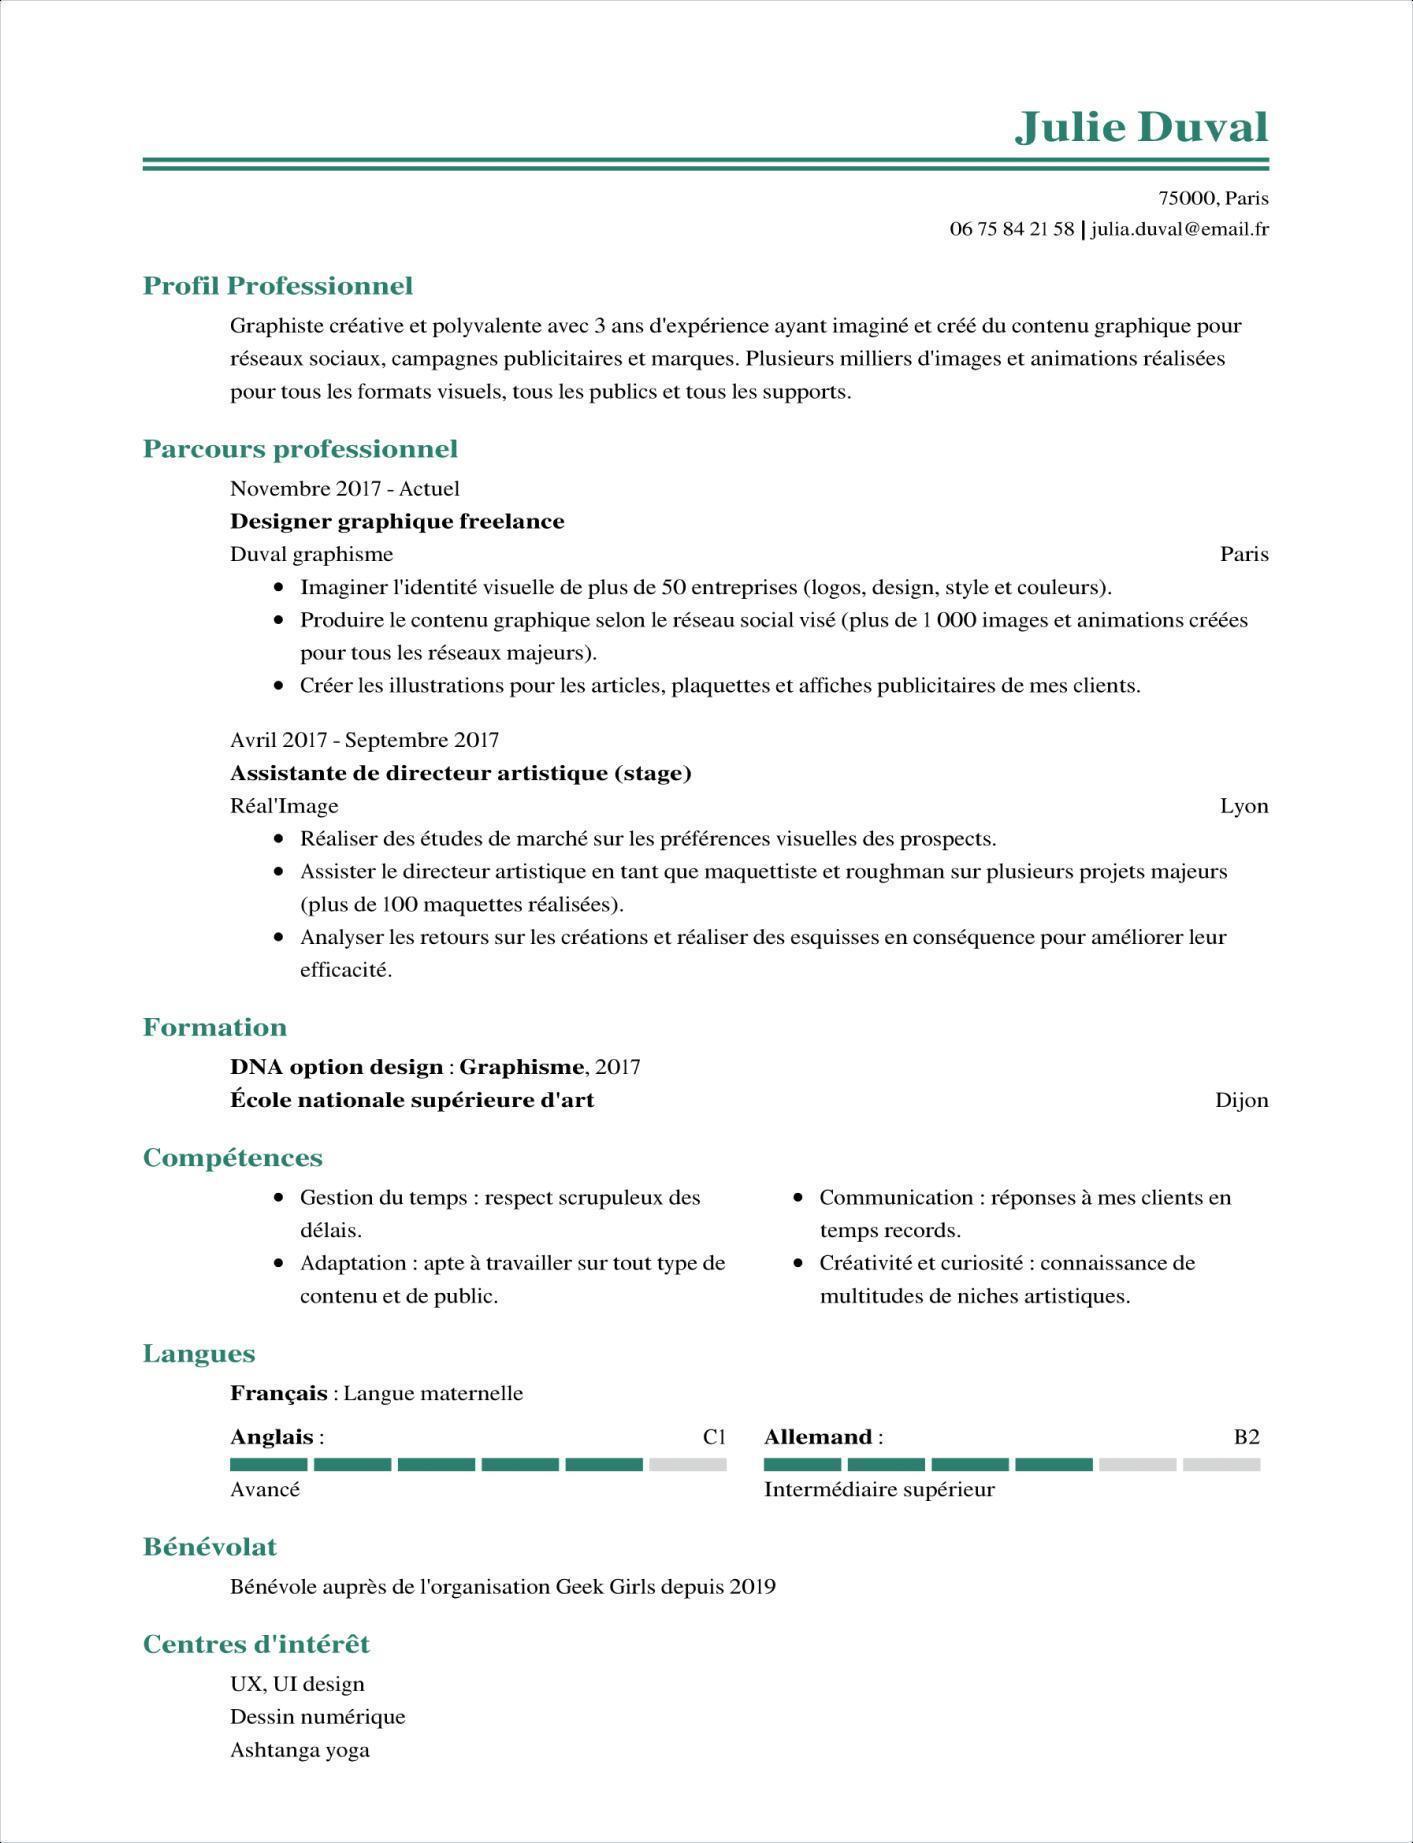 Julie Duval
75000, Paris
06 75 84 21 58 | julia.duval@email.fr
Profil Professionnel
Graphiste créative et polyvalente avec 3 ans d'expérience ayant imaginé et créé du contenu graphique pour
réseaux sociaux, campagnes publicitaires et marques. Plusieurs milliers d'images et animations réalisées
pour tous les formats visuels, tous les publics et tous les supports.
Parcours professionnel
Novembre 2017 - Actuel
Designer graphique freelance
Duval graphisme Paris
• Imaginer l'identité visuelle de plus de 50 entreprises (logos, design, style et couleurs).
• Produire le contenu graphique selon le réseau social visé (plus de 1 000 images et animations créées
pour tous les réseaux majeurs).
• Créer les illustrations pour les articles, plaquettes et affiches publicitaires de mes clients.
Avril 2017 - Septembre 2017
Assistante de directeur artistique (stage)
Réal'Image Lyon
• Réaliser des études de marché sur les préférences visuelles des prospects.
• Assister le directeur artistique en tant que maquettiste et roughman sur plusieurs projets majeurs
(plus de 100 maquettes réalisées).
• Analyser les retours sur les créations et réaliser des esquisses en conséquence pour améliorer leur
efficacité.
Formation
DNA option design : Graphisme, 2017
École nationale supérieure d'art Dijon
Compétences
• Gestion du temps : respect scrupuleux des
délais.
• Adaptation : apte à travailler sur tout type de
contenu et de public.
• Communication : réponses à mes clients en
temps records.
• Créativité et curiosité : connaissance de
multitudes de niches artistiques.
Langues
Français : Langue maternelle
Anglais : C1
Avancé
Allemand : B2
Intermédiaire supérieur
Bénévolat
Bénévole auprès de l'organisation Geek Girls depuis 2019
Centres d'intérêt
UX, UI design
Dessin numérique
Ashtanga yoga